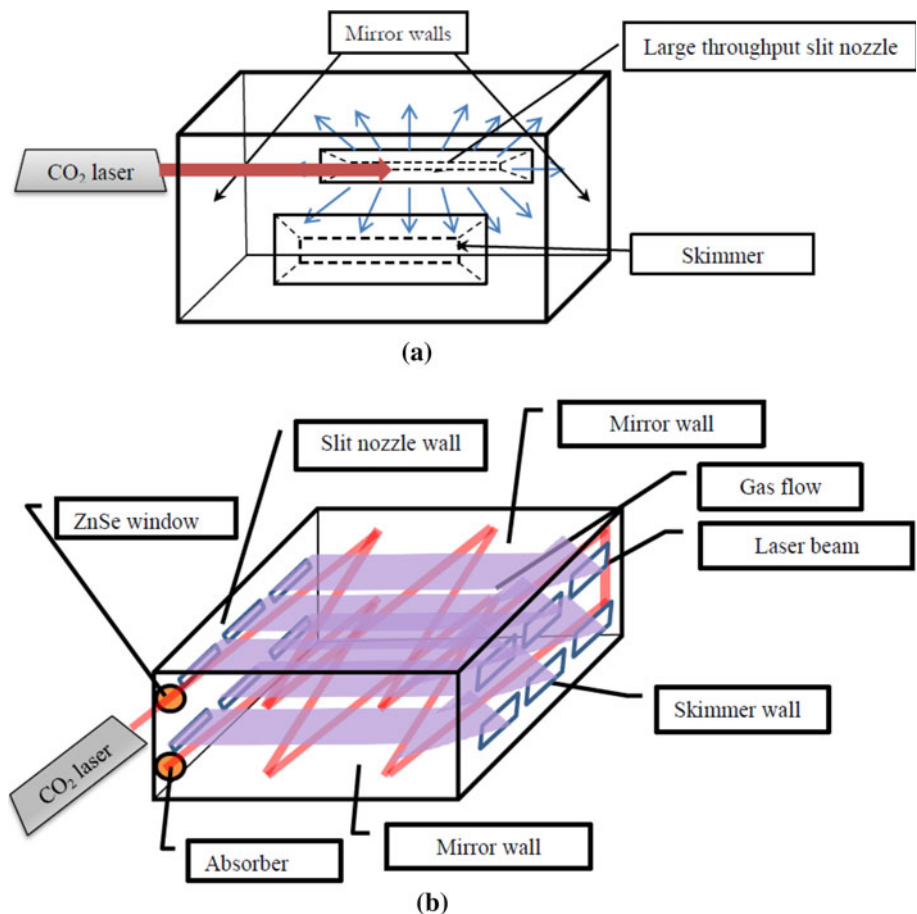 Mirror walls
Large throughput slit nozzle
CO₂ laser
Skimmer
(a)
Mirror wall
Slit nozzle wall
Gas flow
ZnSe window
Laser beam
Skimmer wall
CO₂ laser
Mirror wall
Absorber
(b)